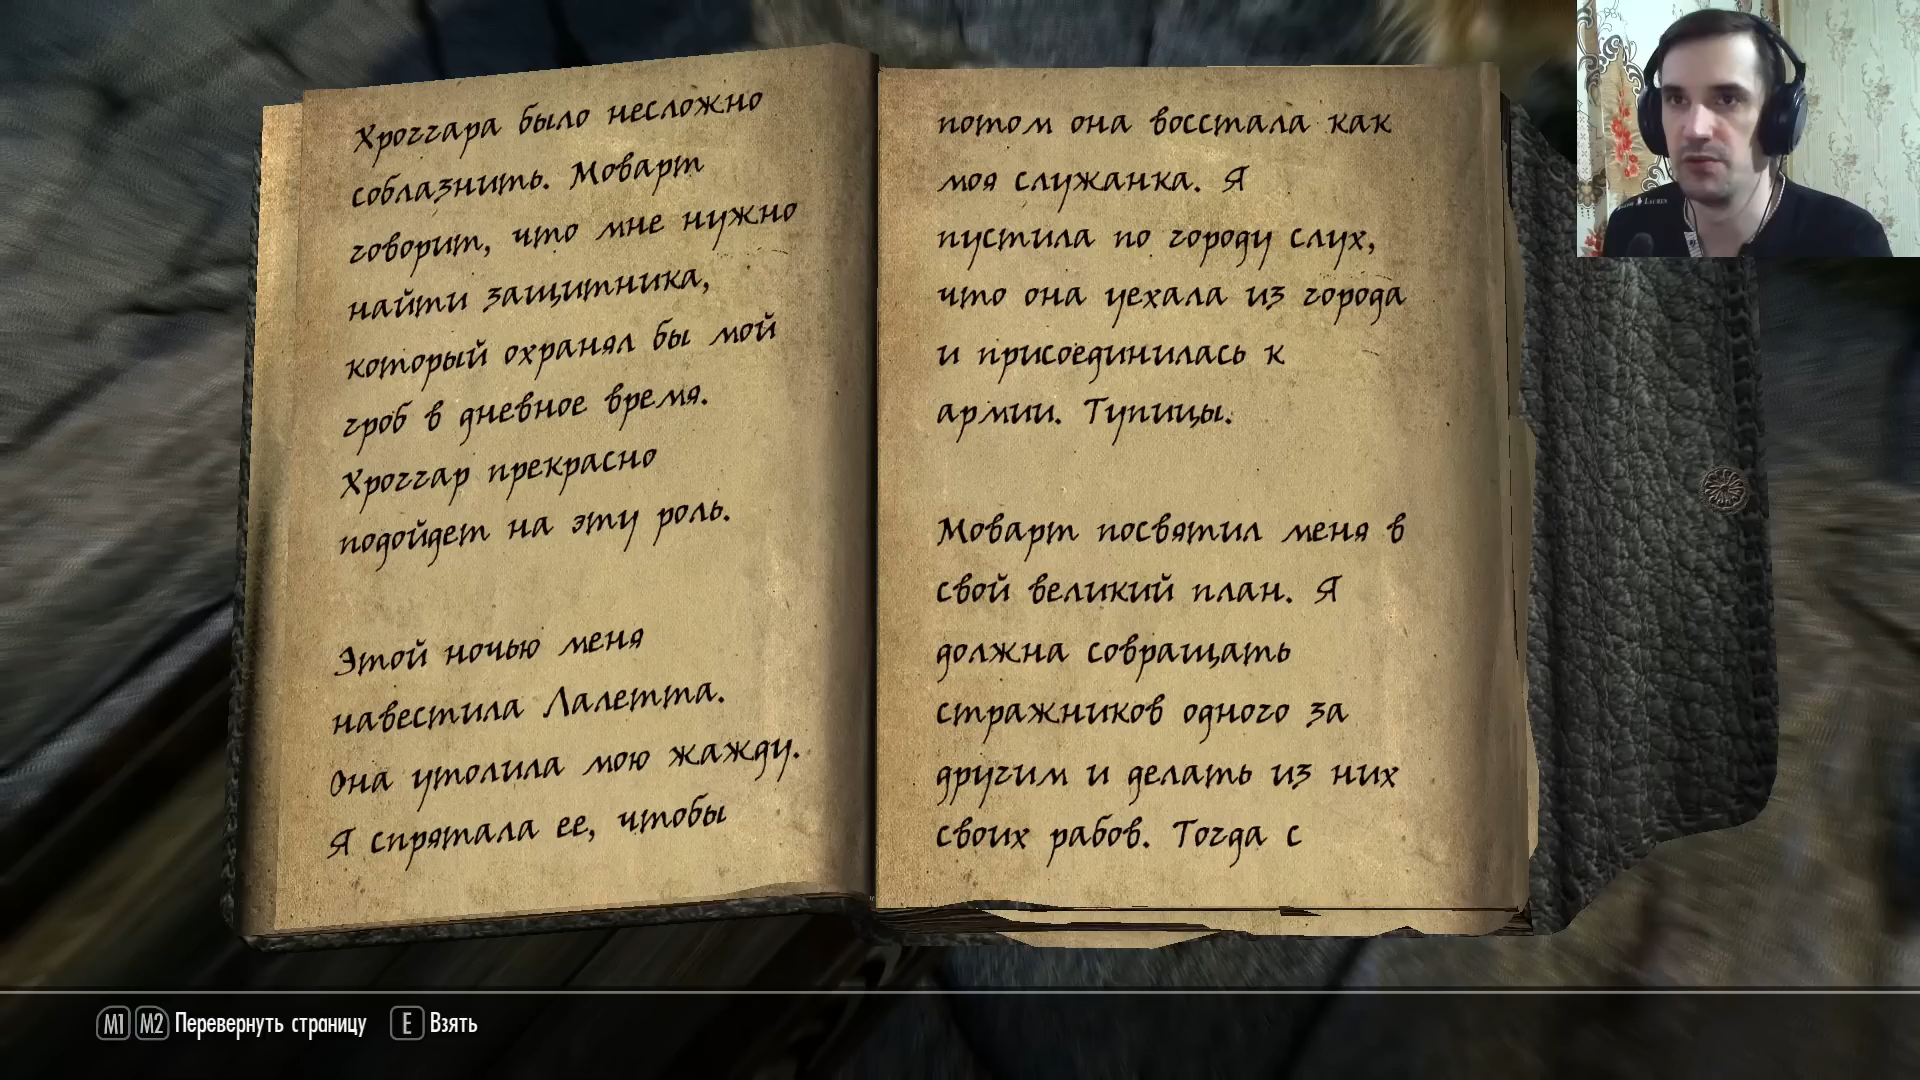 Хроггара было несложно
соблазнить. Моварт
говорит, что мне нужно
найти защитника,
который охранял бы мой
гроб в дневное время.
Хроггар прекрасно
подойдет на эту роль.
Этой ночью меня
навестила Лалетта.
Она утолила мою жажду.
Я спрятала ее, чтобы
потом она восстала как
моя служанка. Я
пустила по городу слух,
что она уехала из города
и присоединилась к
армии. Тупицы.
Моварт посвятил меня в
свой великий план. Я
должна совращать
стражников одного за
другим и делать из них
своих рабов. Тогда с
LAUREN
M1 M2 Перевернуть страницу E Взять